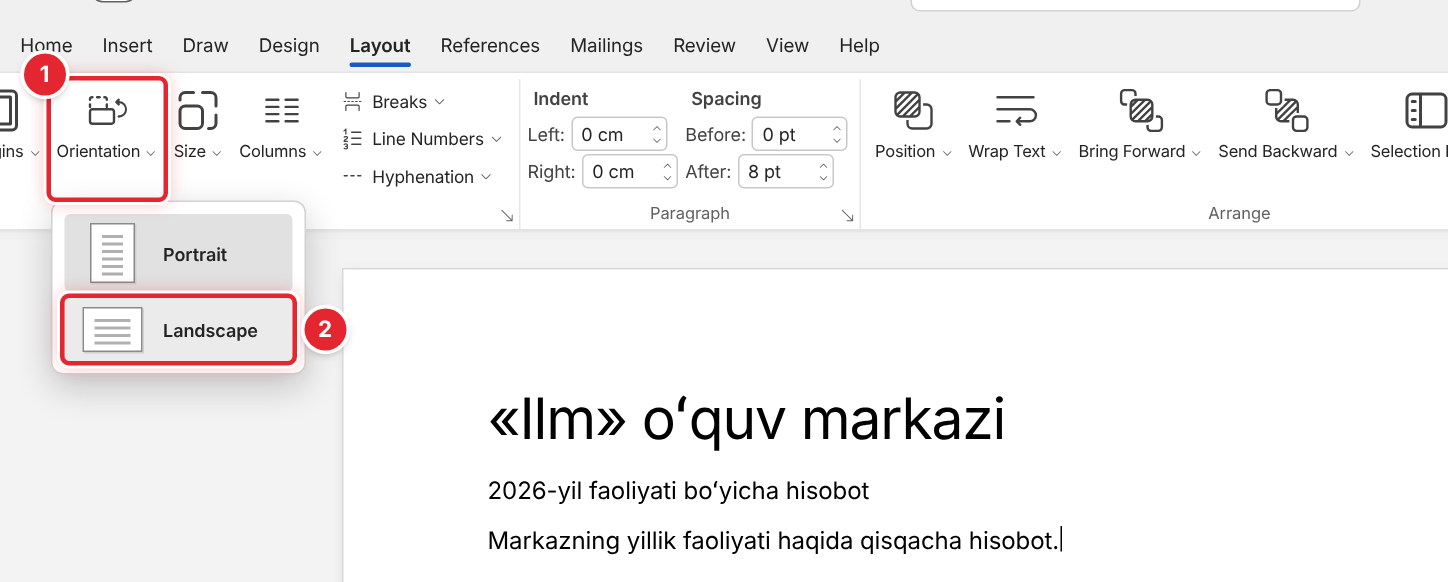 Home Insert Draw Design Layout References Mailings Review View Help
1
Orientation Size Columns
Breaks
Line Numbers
Hyphenation
Indent Spacing
Left: 0 cm Before: 0 pt
Right: 0 cm After: 8 pt
Paragraph
Position Wrap Text Bring Forward Send Backward Selection
Arrange
Portrait
Landscape
2
«llm» oʻquv markazi
2026-yil faoliyati boʻyicha hisobot
Markazning yillik faoliyati haqida qisqacha hisobot.